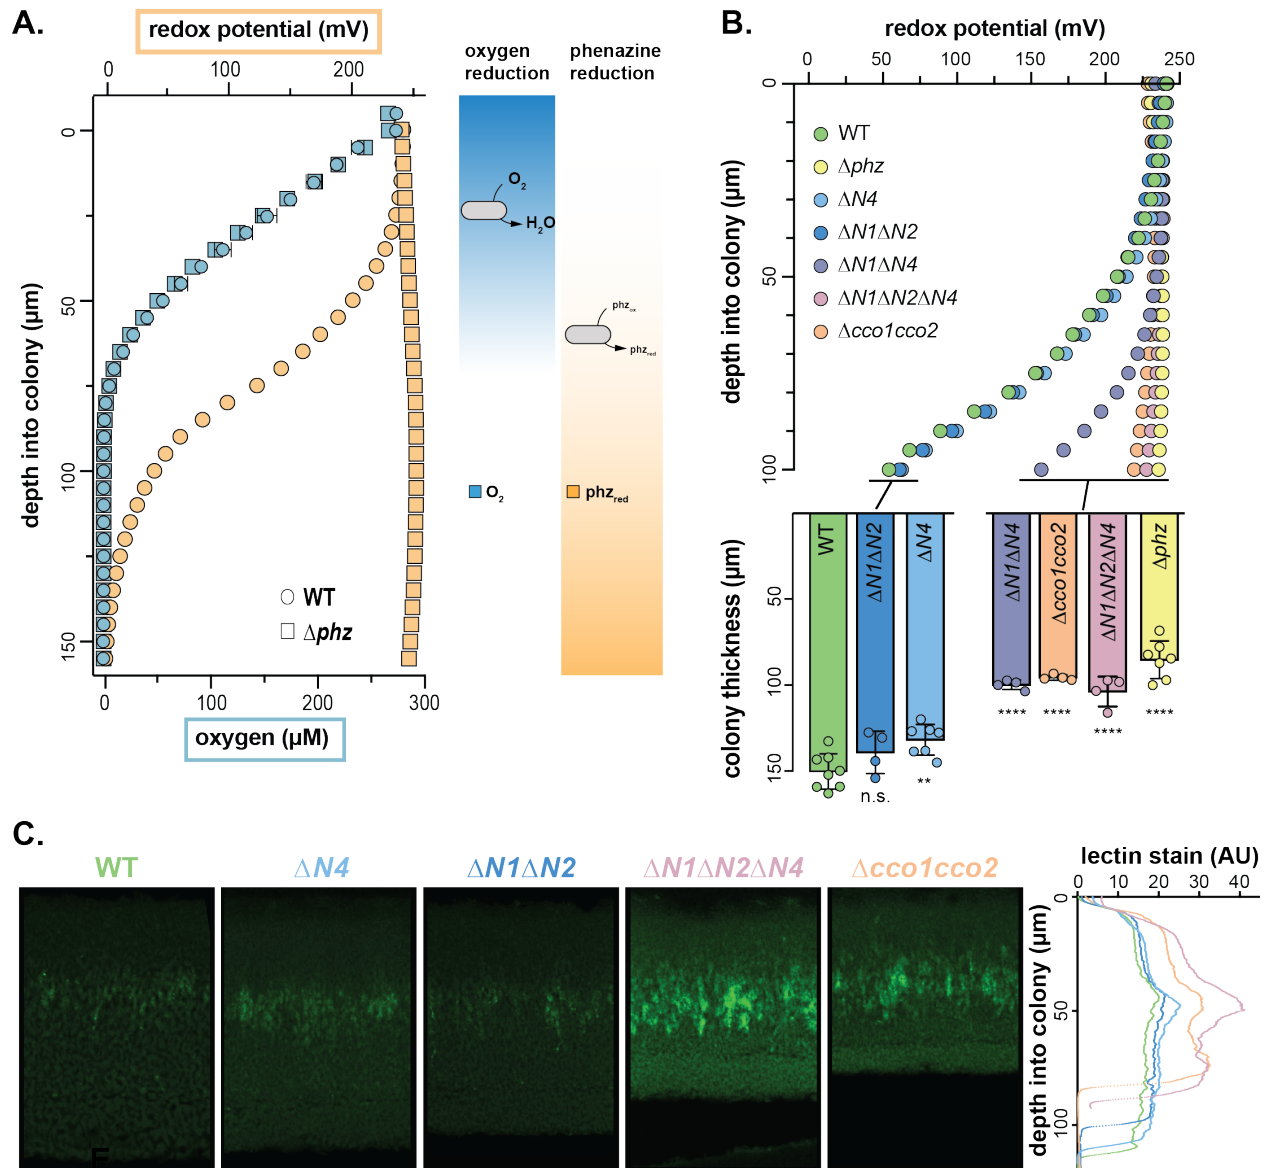 A.
redox potential (mV)
0 100 200
depth into colony (µm)
0
50
100
150
WT
Δphz
0 100 200 300
oxygen (µM)
oxygen reduction
phenazine reduction
O2
H2O
phzox
phzred
O2
phzred
B.
redox potential (mV)
0 50 100 150 200 250
depth into colony (µm)
0
50
100
WT
Δphz
ΔN4
ΔN1ΔN2
ΔN1ΔN4
ΔN1ΔN2ΔN4
Δcco1cco2
colony thickness (µm)
50
100
150
WT
ΔN1ΔN2
ΔN4
ΔN1ΔN4
Δcco1cco2
ΔN1ΔN2ΔN4
Δphz
n.s.
**
****
****
****
****
C.
WT
ΔN4
ΔN1ΔN2
ΔN1ΔN2ΔN4
Δcco1cco2
E
lectin stain (AU)
0 10 20 30 40
depth into colony (µm)
0
50
100